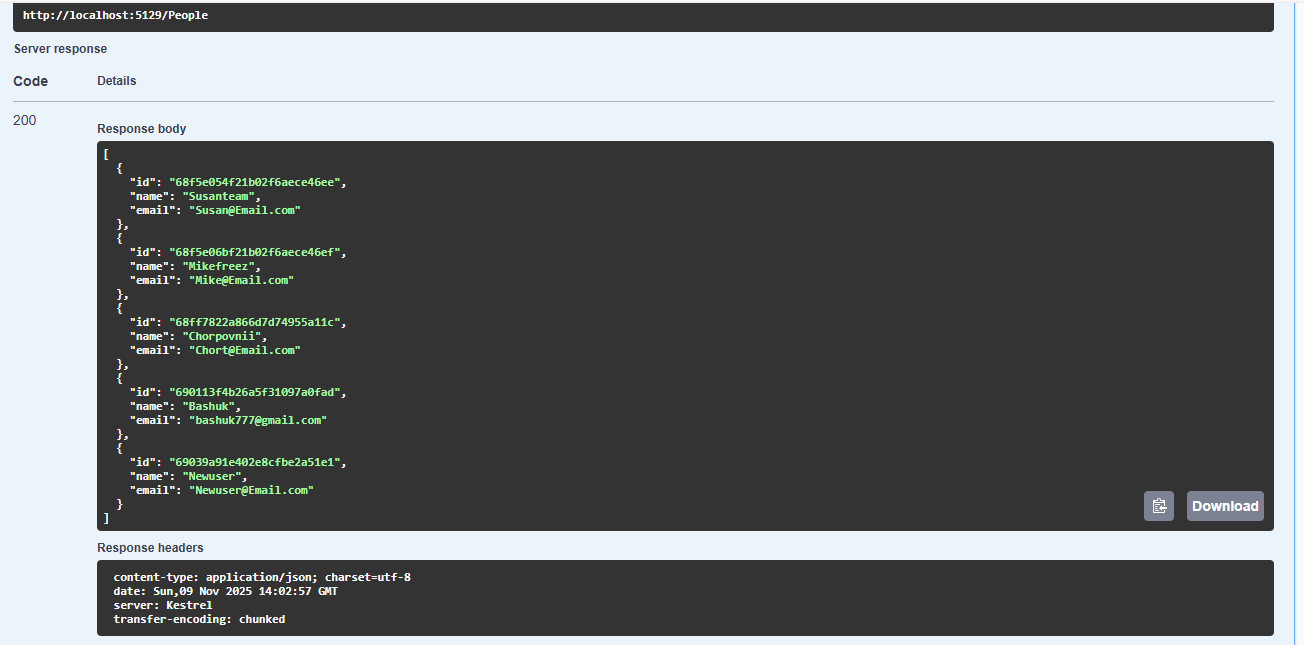 http://localhost:5129/People
Server response
Code Details
200
Response body
[
  {
    "id": "68f5e054f21b02f6aece46ee",
    "name": "Susanteam",
    "email": "Susan@Email.com"
  },
  {
    "id": "68f5e06bf21b02f6aece46ef",
    "name": "Mikefreez",
    "email": "Mike@Email.com"
  },
  {
    "id": "68ff7822a866d7d74955a11c",
    "name": "Chorpovnii",
    "email": "Chort@Email.com"
  },
  {
    "id": "690113f4b26a5f31097a0fad",
    "name": "Bashuk",
    "email": "bashuk777@gmail.com"
  },
  {
    "id": "69039a91e402e8cfbe2a51e1",
    "name": "Newuser",
    "email": "Newuser@Email.com"
  }
]
Download
Response headers
content-type: application/json; charset=utf-8
date: Sun,09 Nov 2025 14:02:57 GMT
server: Kestrel
transfer-encoding: chunked